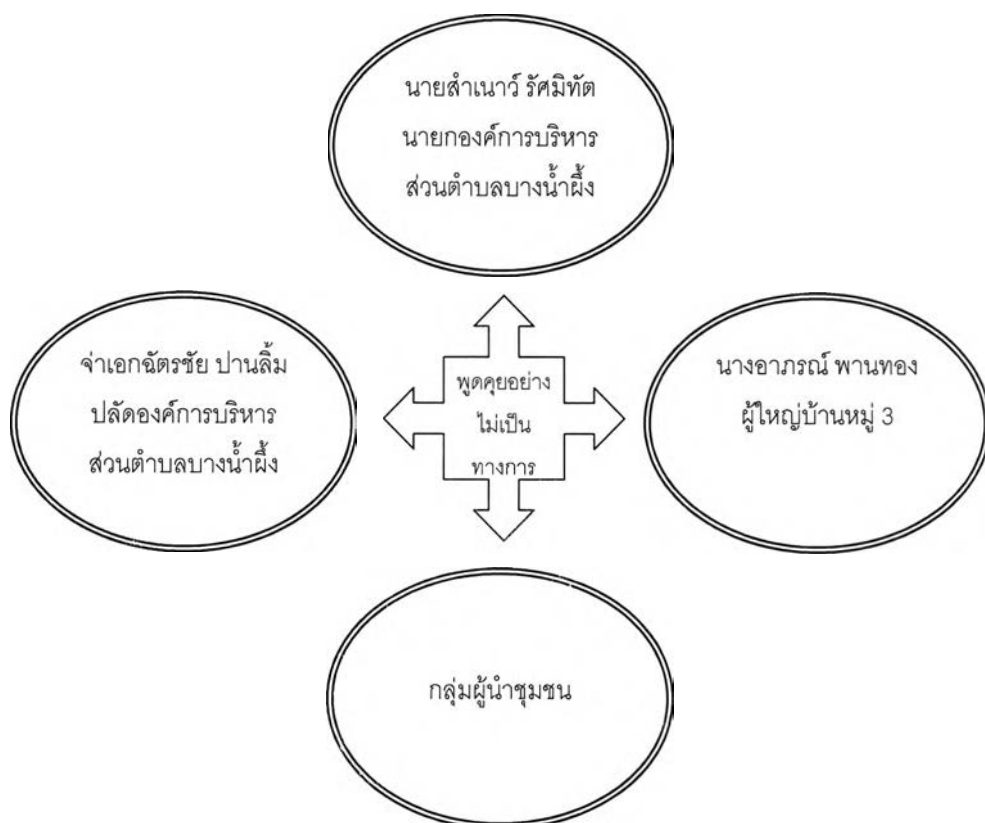 นายสำเนาว์ รัศมิทัต
นายกองค์การบริหาร
ส่วนตำบลบางน้ำผึ้ง
จ่าเอกฉัตรชัย ปานลิ้ม
ปลัดองค์การบริหาร
ส่วนตำบลบางน้ำผึ้ง
พูดคุยอย่าง
ไม่เป็น
ทางการ
นางอาภรณ์ พานทอง
ผู้ใหญ่บ้านหมู่ 3
กลุ่มผู้นำชุมชน